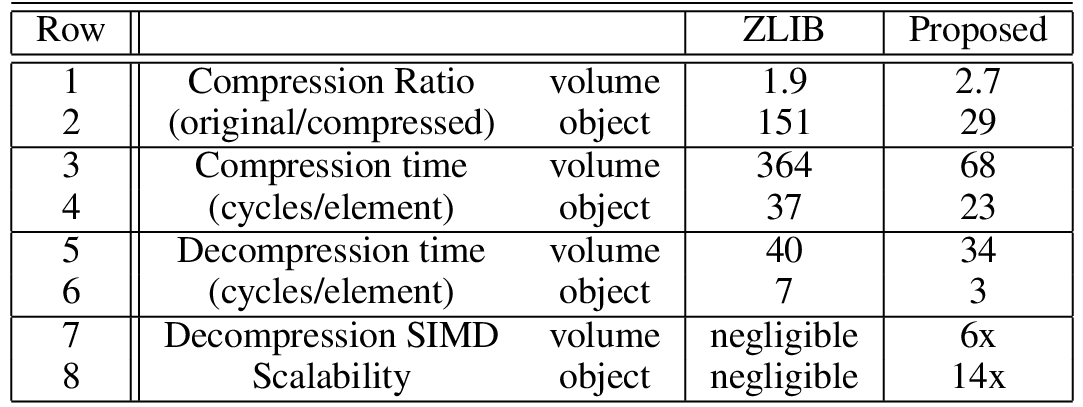 Row ZLIB Proposed
1 Compression Ratio volume 1.9 2.7
2 (original/compressed) object 151 29
3 Compression time volume 364 68
4 (cycles/element) object 37 23
5 Decompression time volume 40 34
6 (cycles/element) object 7 3
7 Decompression SIMD volume negligible 6x
8 Scalability object negligible 14x